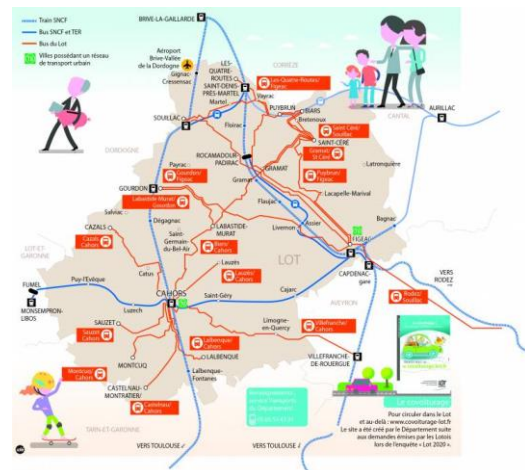 Train SNCF
Bus SNCF et TER
Bus du Lot
Villes possédant un réseau
de transport urbain
BRIVE-LA-GAILLARDE
Aéroport
Brive-Vallée
de la Dordogne
Gignac
Cressensac
LES-
QUATRE-
ROUTES
SAINT-DENIS-
PRÈS-MARTEL
Martel
Vayrac
CORRÈZE
Les-Quatre-Routes/
Figeac
PUYBRUN
BIARS
Bretenoux
CANTAL
AURILLAC
SOUILLAC
Floirac
Saint Céré/
Souillac
SAINT-CÉRÉ
Gramat/
St Céré
DORDOGNE
ROCAMADOUR
PADIRAC
Payrac
Gourdon/
Figeac
GRAMAT
Gramat
Puybrun/
Figeac
Latronquière
Lacapelle-Marival
GOURDON
Labastide Murat/
Gourdon
Salviac
CAZALS
Cazals/
Cahors
Dégagnac
Saint-
Germain-
du-Bel-Air
LABASTIDE-
MURAT
Flaujac
Livernon
Assier
Bagnac
FIGEAC
Biars/
Cahors
LOT
LOT-ET-
GARONNE
Catus
Lauzès
Lauzès/
Cahors
CAPDENAC-
gare
VERS
RODEZ
FUMEL
Puy-l'Evèque
CAHORS
Saint-Géry
Cajarc
AVEYRON
Rodez/
Souillac
MONSEMPRON-
LIBOS
Luzech
SAUZET
Sauzet/
Cahors
Limogne-
en-Quercy
Villefranche/
Cahors
Lalbenque/
Cahors
LALBENQUE
MONTCUQ
Montcuq/
Cahors
Lalbenque-
Fontanes
VILLEFRANCHE-
DE-ROUERGUE
CASTELNAU-
MONTRATIER/
Castelnau/
Cahors
TARN-ET-GARONNE
VERS TOULOUSE
VERS TOULOUSE
Le covoiturage
Pour circuler dans le Lot
et au-delà : www.covoiturage-lot.fr
Le site a été créé par le Département suite
aux demandes émises par les Lotois
lors de l'enquête « Lot 2020 ».